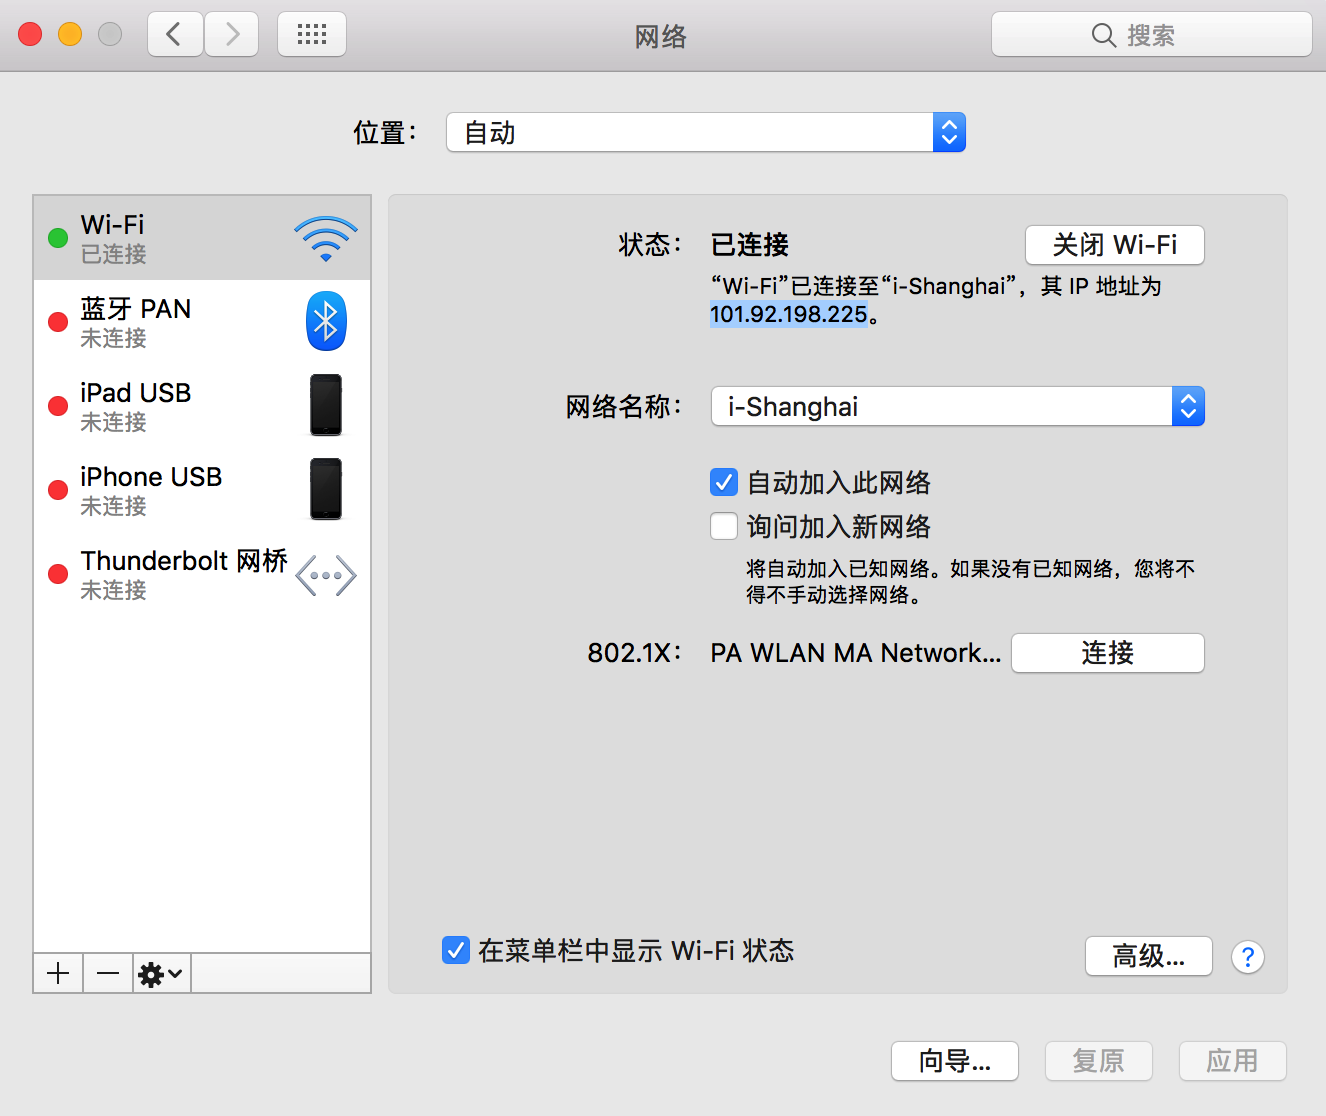 网络
搜索
位置：
自动
Wi-Fi
已连接
蓝牙 PAN
未连接
iPad USB
未连接
iPhone USB
未连接
Thunderbolt 网桥
未连接
状态：
已连接
关闭 Wi-Fi
“Wi-Fi”已连接至“i-Shanghai”，其 IP 地址为
101.92.198.225。
网络名称：
i-Shanghai
自动加入此网络
询问加入新网络
将自动加入已知网络。如果没有已知网络，您将不
得不手动选择网络。
802.1X：
PA WLAN MA Network...
连接
在菜单栏中显示 Wi-Fi 状态
高级...
?
向导...
复原
应用